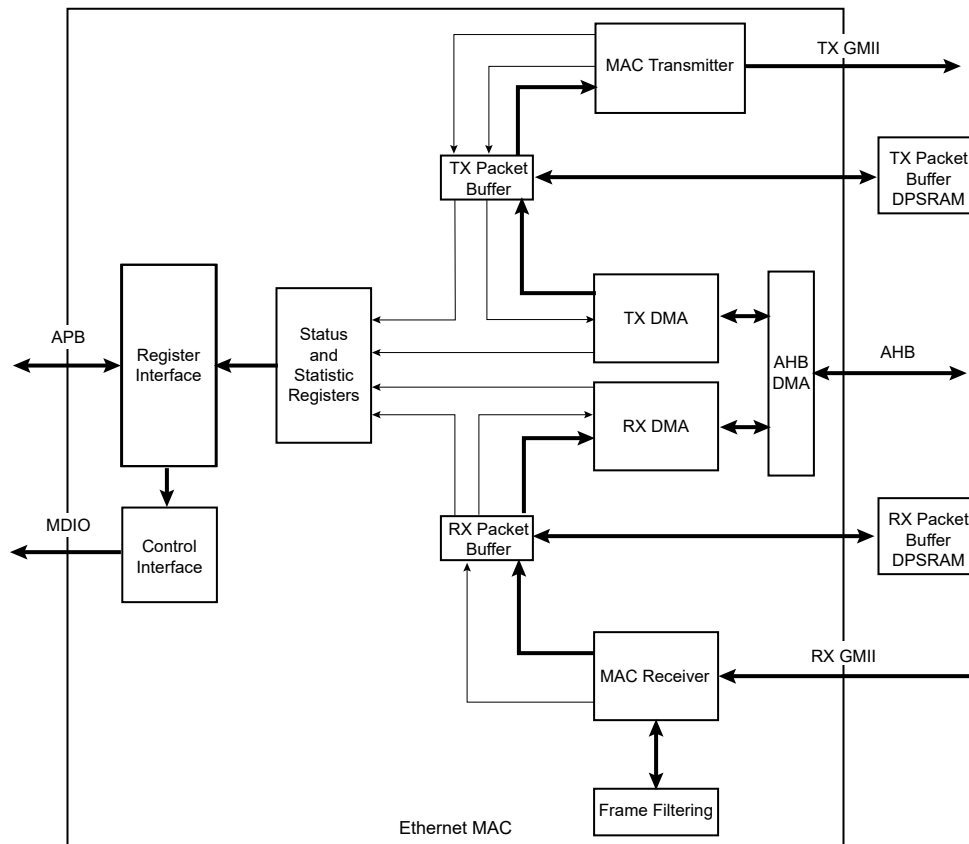 TX GMII
MAC Transmitter
TX Packet
Buffer
TX Packet
Buffer
DPSRAM
APB
Register
Interface
Status
and
Statistic
Registers
TX DMA
AHB
DMA
AHB
RX DMA
MDIO
Control
Interface
RX Packet
Buffer
RX Packet
Buffer
DPSRAM
MAC Receiver
RX GMII
Frame Filtering
Ethernet MAC